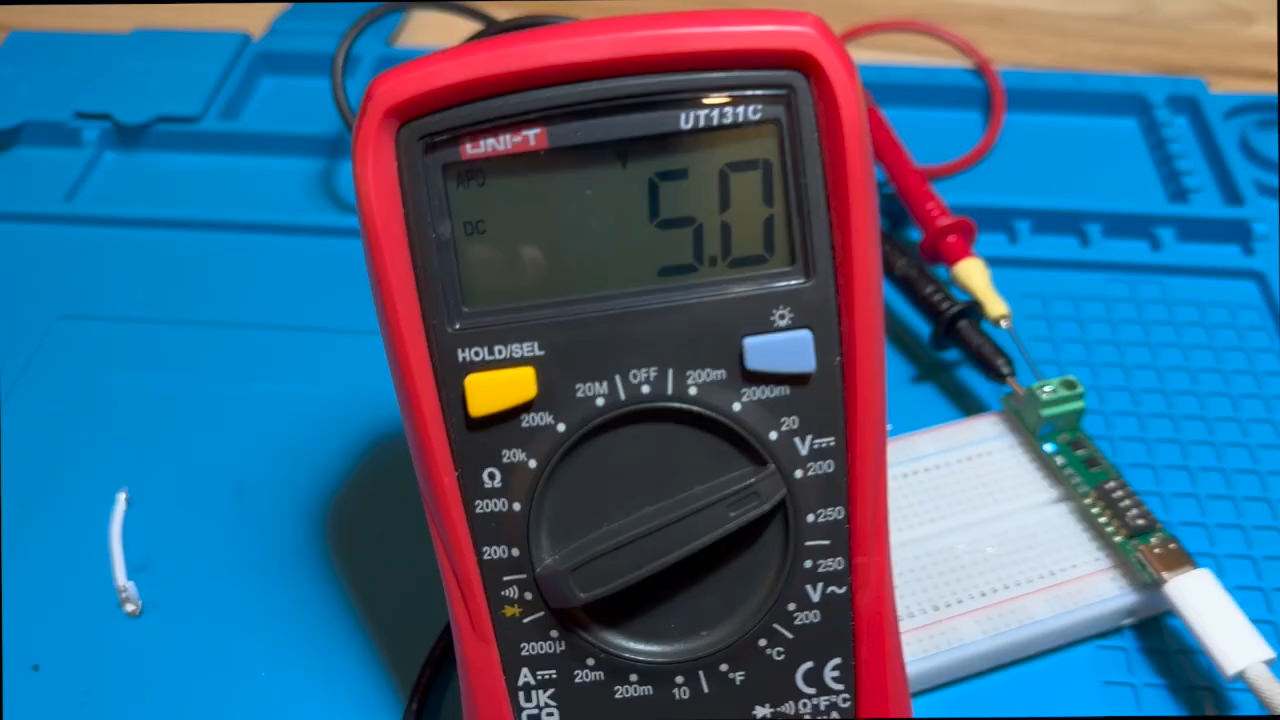 UNI-T UT131C
APO V
DC 5.0
HOLD/SEL
20M OFF 200m
200k 2000m
20k 20
Ω V⎓
2000 200
250
200 250
V~
200
2000µ °C
A⎓ 20m 200m 10 °F
UK CE
CA Ω°F°C